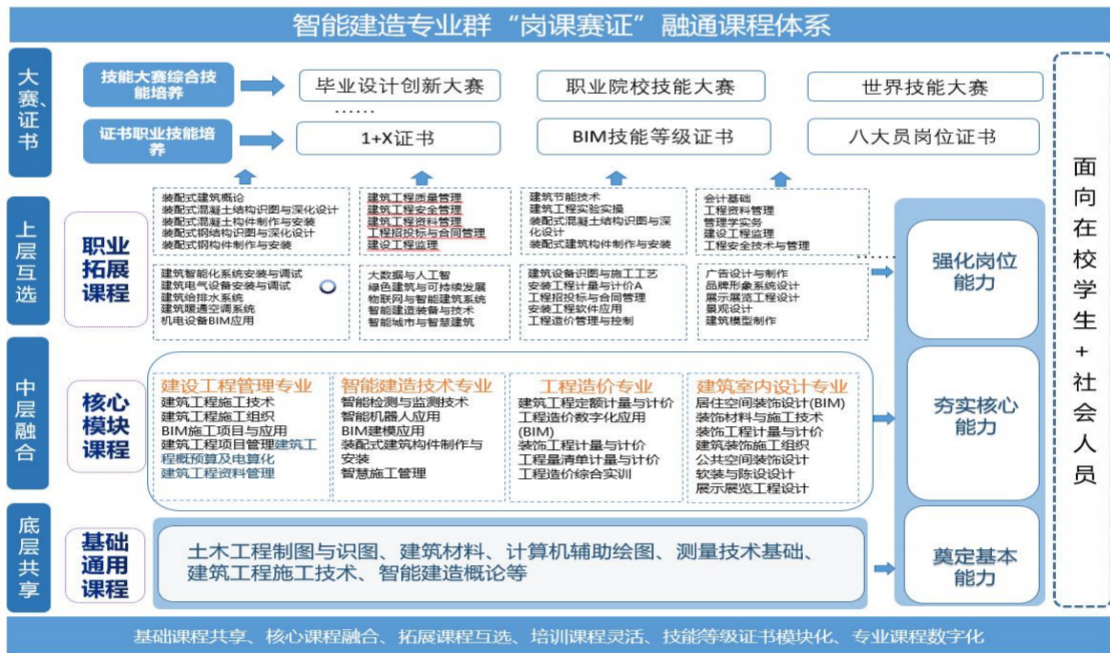 智能建造专业群“岗课赛证”融通课程体系
大赛、证书
技能大赛综合技
能培养
毕业设计创新大赛
职业院校技能大赛
世界技能大赛
……
证书职业技能培
养
1+X证书
BIM技能等级证书
八大员岗位证书
上层互选
职业
拓展
课程
装配式建筑概论
装配式混凝土结构识图与深化设计
装配式混凝土构件制作与安装
装配式钢结构识图与深化设计
装配式钢构件制作与安装
建筑工程质量管理
建筑工程安全管理
建筑工程资料管理
工程招投标与合同管理
建设工程监理
建筑节能技术
建筑工程实验实操
装配式混凝土结构识图与深
化设计
装配式建筑构件制作与安装
会计基础
工程资料管理
管理学实务
建设工程监理
工程安全技术与管理
建筑智能化系统安装与调试
建筑电气设备安装与调试
建筑给排水系统
建筑暖通空调系统
机电设备BIM应用
大数据与人工智
绿色建筑与可持续发展
物联网与智能建筑系统
智能建造装备与技术
智能城市与智慧建筑
建筑设备识图与施工工艺
安装工程计量与计价A
工程招投标与合同管理
安装工程软件应用
工程造价管理与控制
广告设计与制作
品牌形象系统设计
展示展览工程设计
景观设计
建筑模型制作
强化岗位
能力
中层融合
核心
模块
课程
建设工程管理专业
建筑工程施工技术
建筑工程施工组织
BIM施工项目与应用
建筑工程项目管理建筑工
程概预算及电算化
建筑工程资料管理
智能建造技术专业
智能检测与监测技术
智能机器人应用
BIM建模应用
装配式建筑构件制作与
安装
智慧施工管理
工程造价专业
建筑工程定额计量与计价
工程造价数字化应用
(BIM)
装饰工程计量与计价
工程量清单计量与计价
工程造价综合实训
建筑室内设计专业
居住空间装饰设计(BIM)
装饰材料与施工技术
装饰工程计量与计价
建筑装饰施工组织
公共空间装饰设计
软装与陈设设计
展示展览工程设计
夯实核心
能力
底层共享
基础
通用
课程
土木工程制图与识图、建筑材料、计算机辅助绘图、测量技术基础、
建筑工程施工技术、智能建造概论等
奠定基本
能力
面向在校学生+社会人员
基础课程共享、核心课程融合、拓展课程互选、培训课程灵活、技能等级证书模块化、专业课程数字化